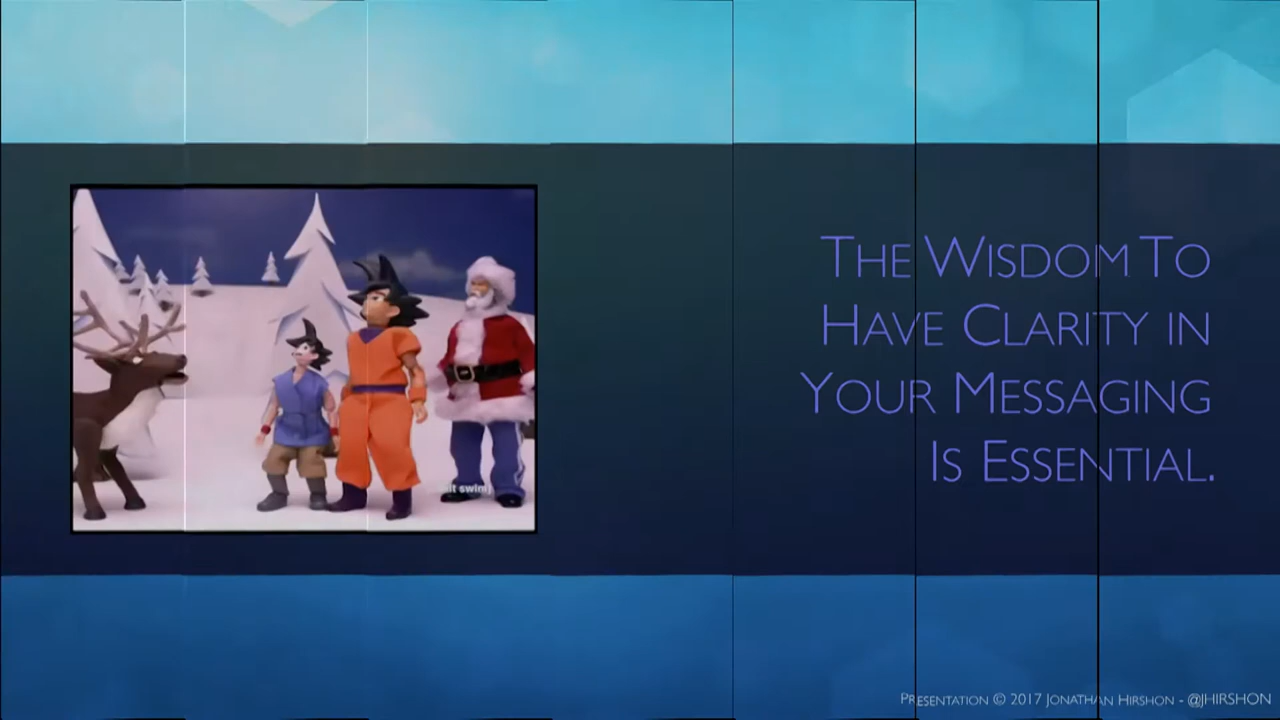 The Wisdom To
Have Clarity in
Your Messaging
Is Essential.
Presentation © 2017 Jonathan Hirshon - @JHIRSHON